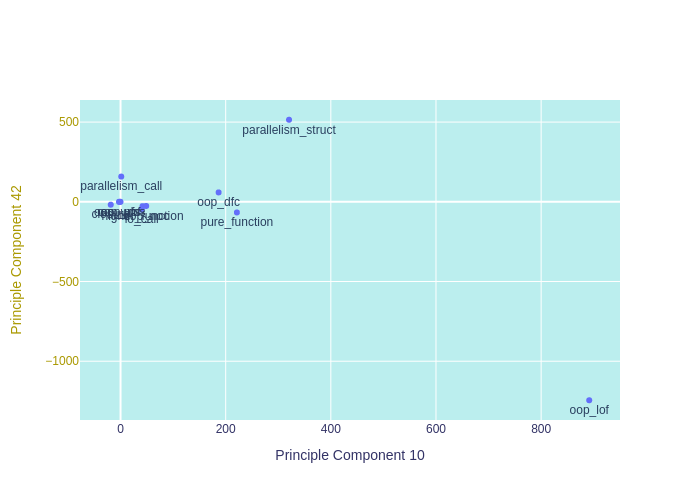 500
0
−500
−1000
Principle Component 42
parallelism_struct
parallelism_call
oop_dfc
pure_function
oop_lof
0
200
400
600
800
Principle Component 10